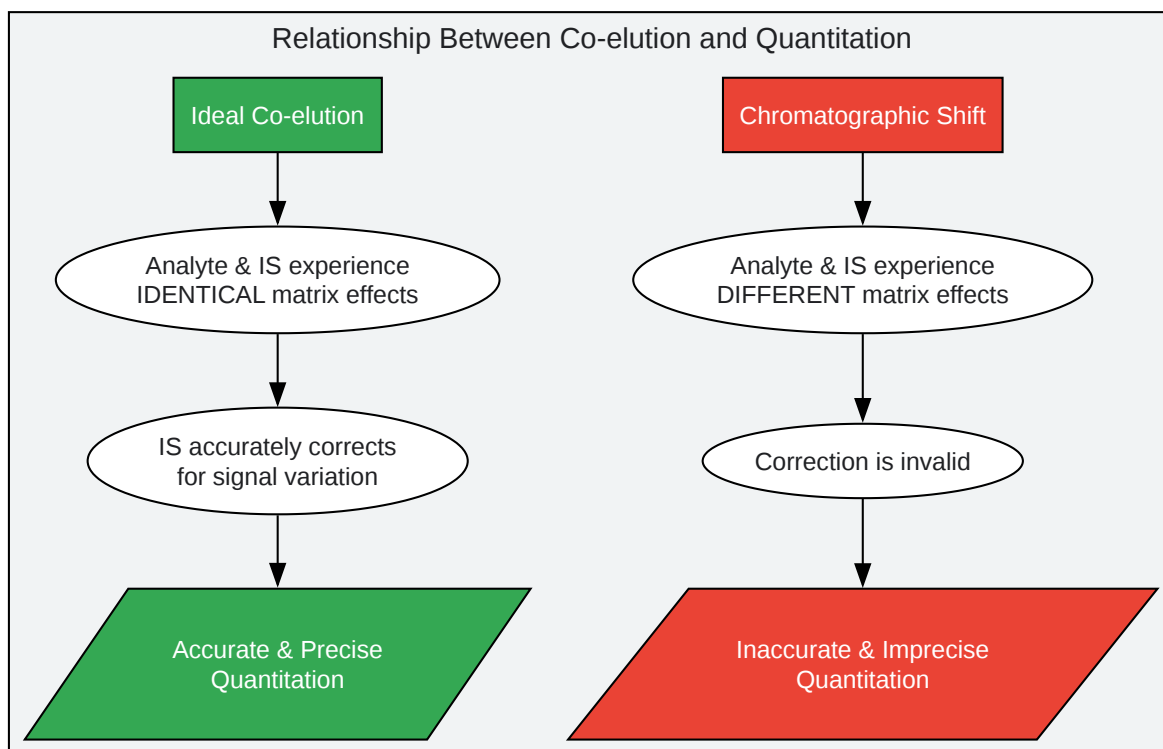 Relationship Between Co-elution and Quantitation
Ideal Co-elution
Analyte & IS experience
IDENTICAL matrix effects
IS accurately corrects
for signal variation
Accurate & Precise
Quantitation
Chromatographic Shift
Analyte & IS experience
DIFFERENT matrix effects
Correction is invalid
Inaccurate & Imprecise
Quantitation